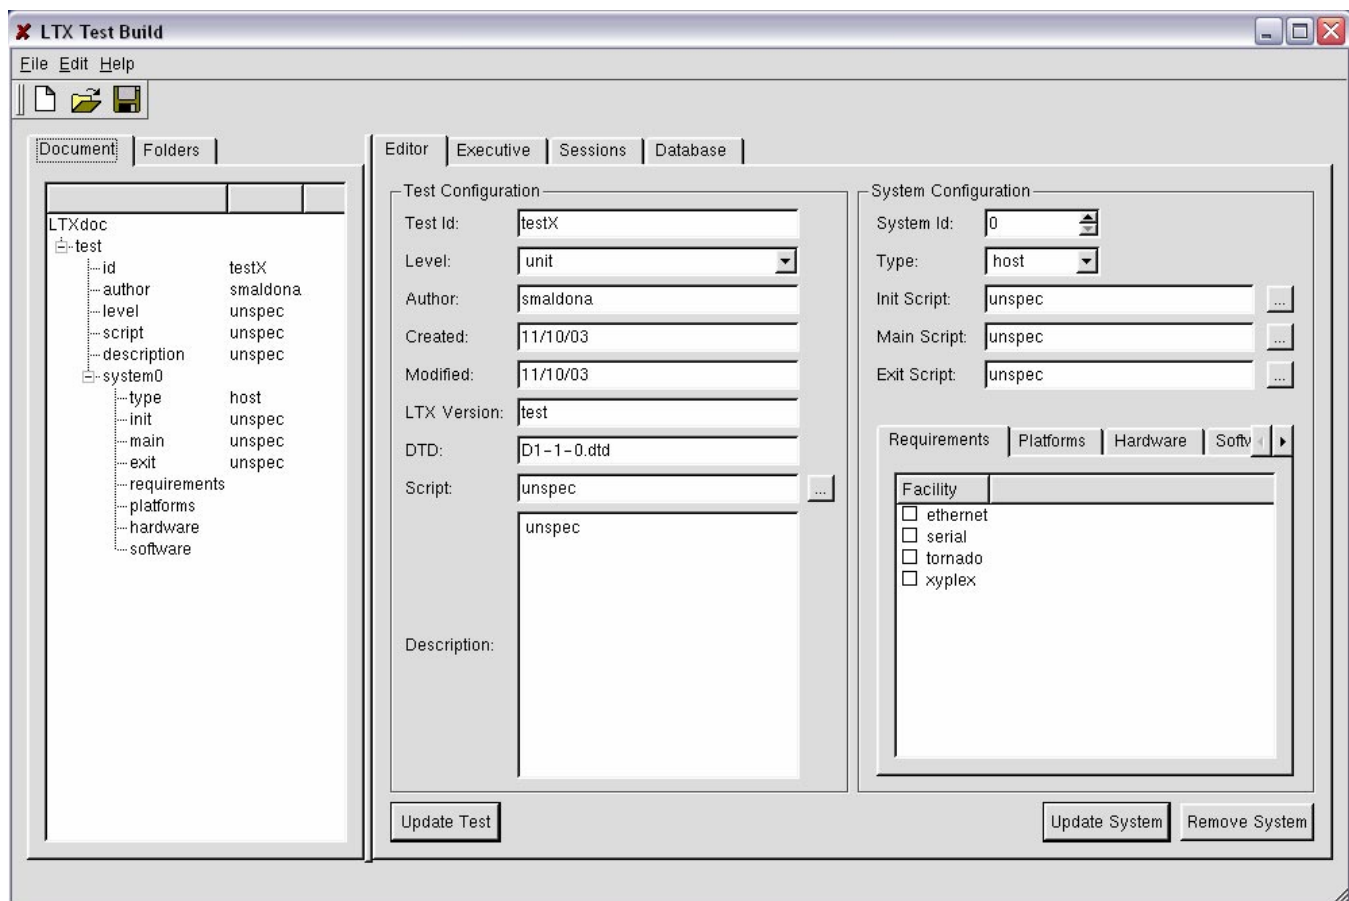 LTX Test Build
File Edit Help
Document Folders
LTXdoc
test
id testX
author smaldona
level unspec
script unspec
description unspec
system0
type host
init unspec
main unspec
exit unspec
requirements
platforms
hardware
software
Editor Executive Sessions Database
Test Configuration
Test Id: testX
Level: unit
Author: smaldona
Created: 11/10/03
Modified: 11/10/03
LTX Version: test
DTD: D1-1-0.dtd
Script: unspec ...
Description: unspec
Update Test
System Configuration
System Id: 0
Type: host
Init Script: unspec ...
Main Script: unspec ...
Exit Script: unspec ...
Requirements Platforms Hardware
Facility
ethernet
serial
tornado
xyplex
Update System Remove System